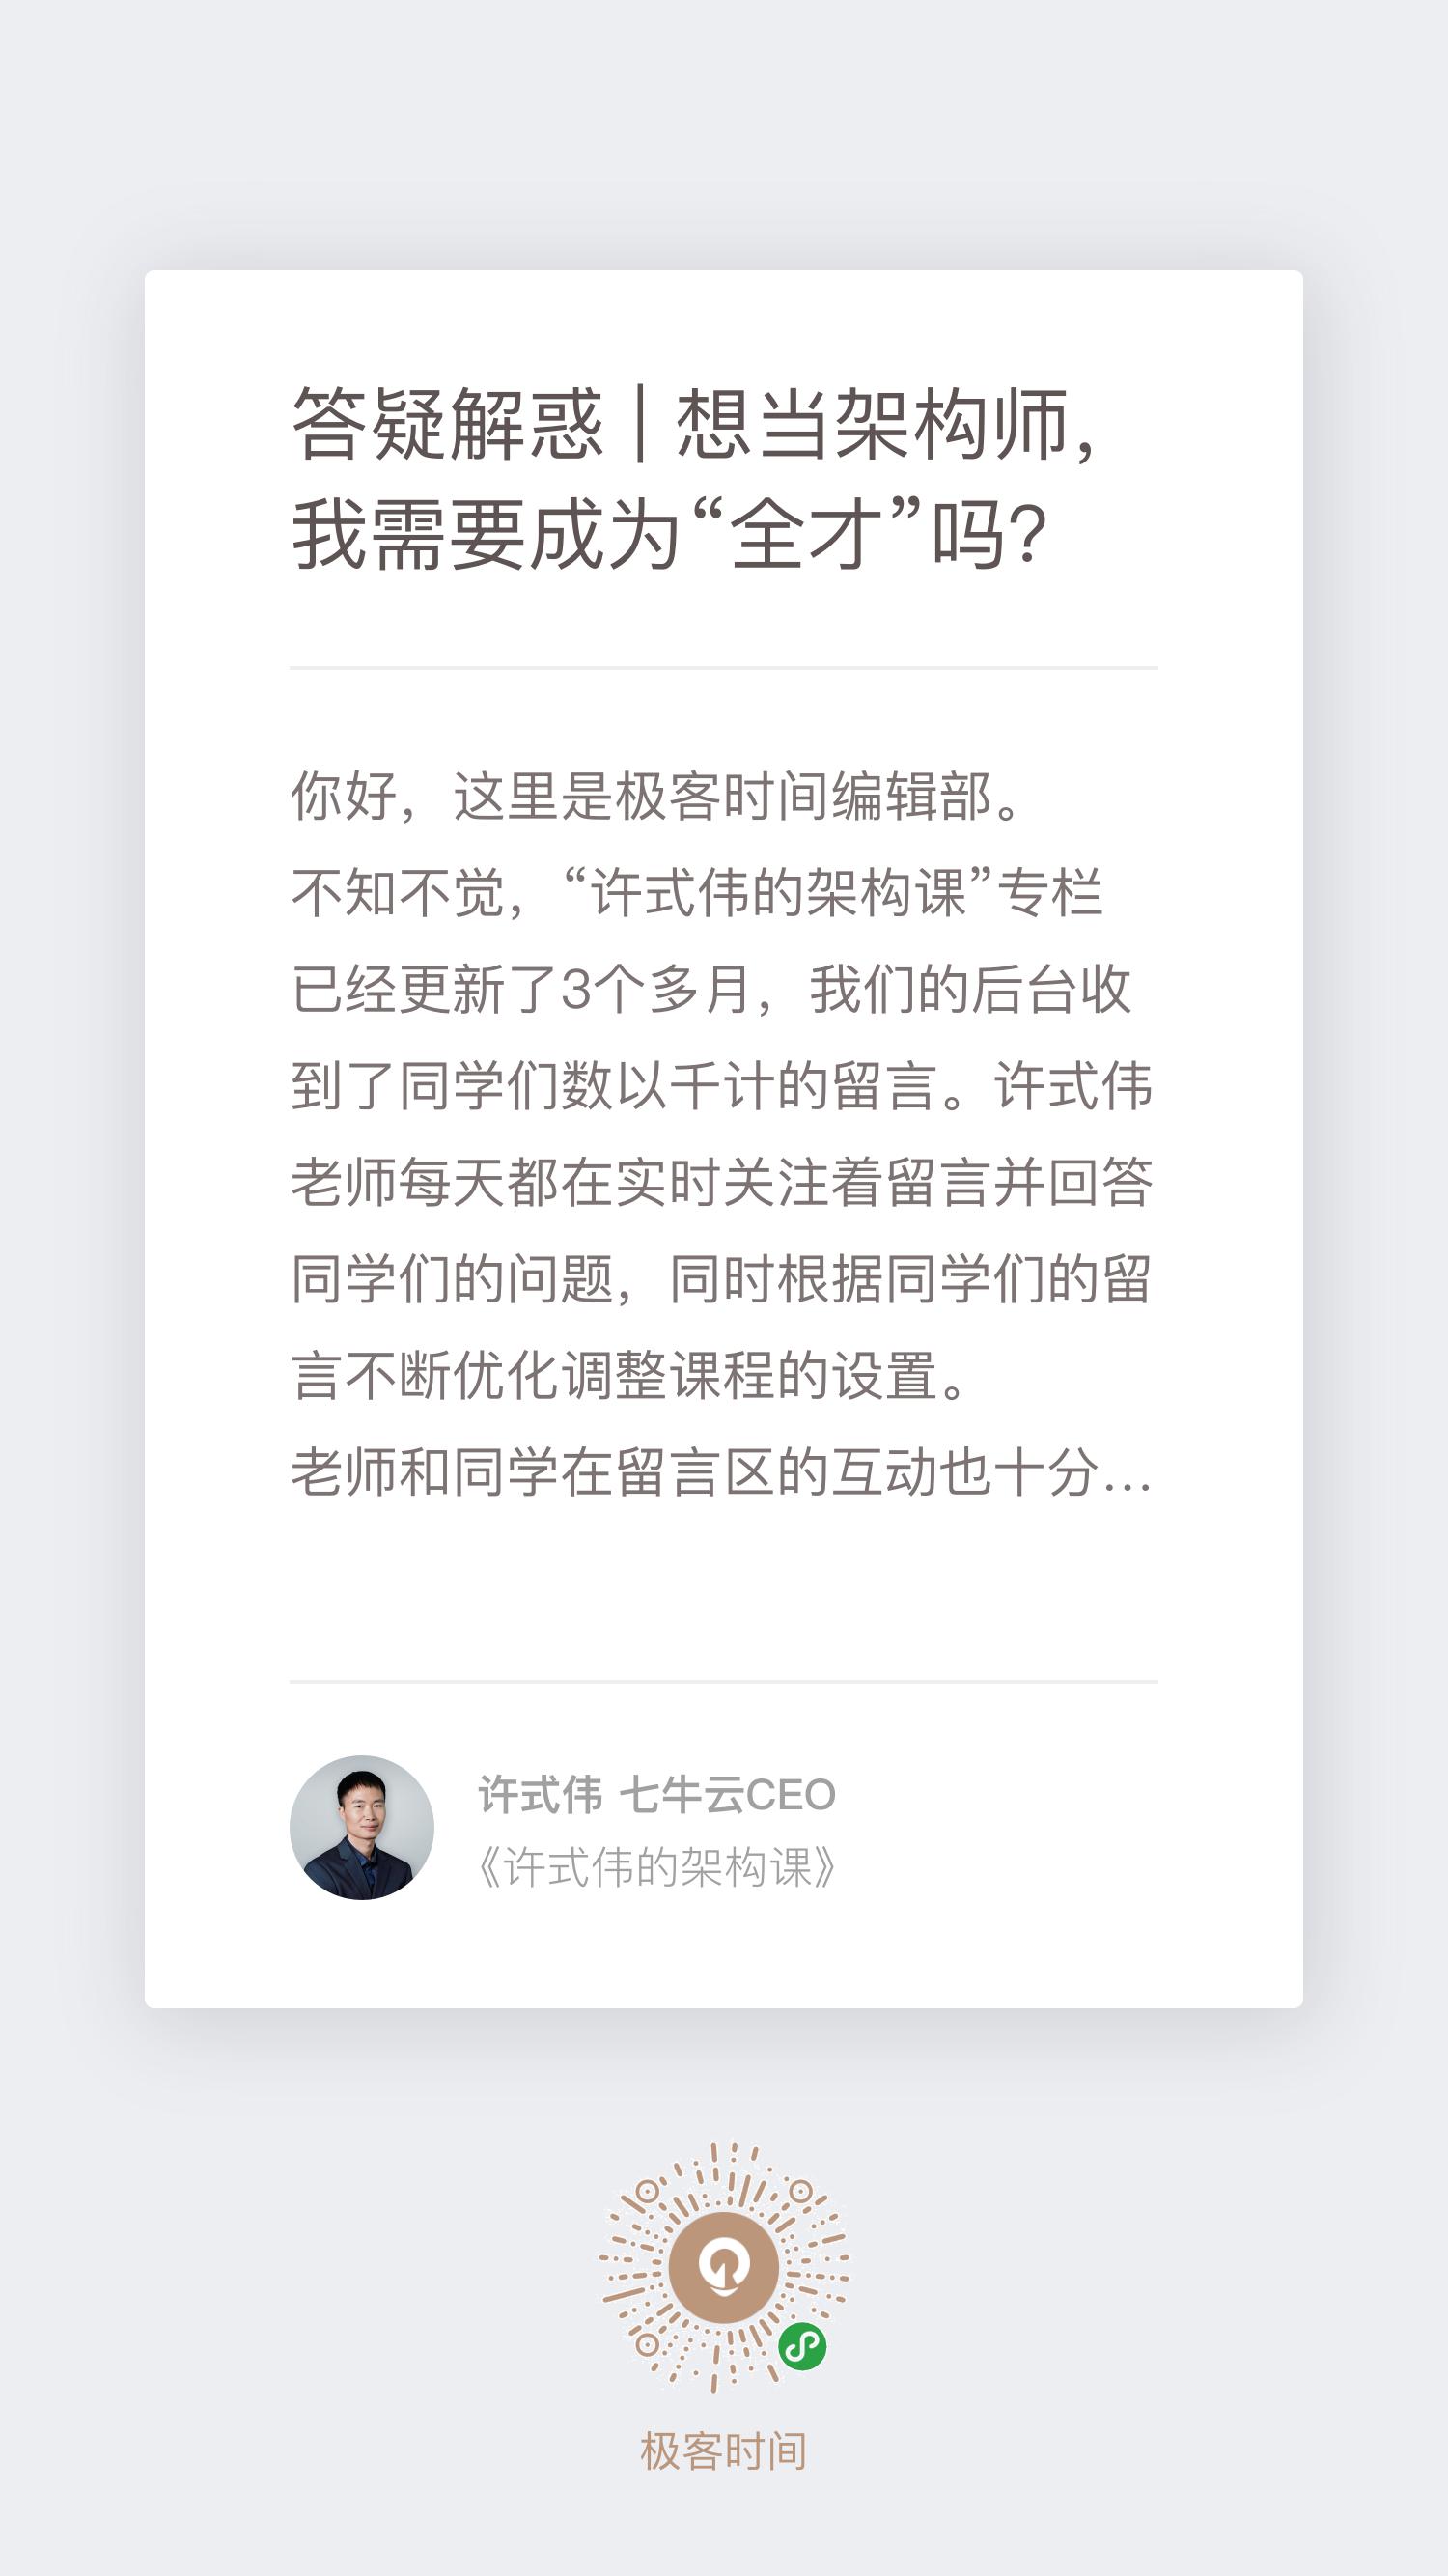 答疑解惑 | 想当架构师,
我需要成为“全才”吗?
你好，这里是极客时间编辑部。
不知不觉，“许式伟的架构课”专栏
已经更新了3个多月，我们的后台收
到了同学们数以千计的留言。许式伟
老师每天都在实时关注着留言并回答
同学们的问题，同时根据同学们的留
言不断优化调整课程的设置。
老师和同学在留言区的互动也十分…
许式伟 七牛云CEO
《许式伟的架构课》
极客时间